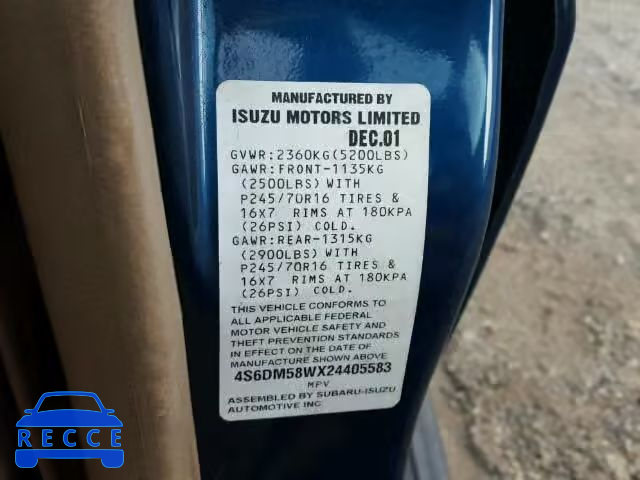 MANUFACTURED BY
ISUZU MOTORS LIMITED
DEC.01
GVWR:2360KG(5200LBS)
GAWR:FRONT-1135KG
(2500LBS) WITH
P245/70R16 TIRES &
16X7 RIMS AT 180KPA
(26PSI) COLD.
GAWR:REAR-1315KG
(2900LBS) WITH
P245/70R16 TIRES &
16X7 RIMS AT 180KPA
(26PSI) COLD.
THIS VEHICLE CONFORMS TO
ALL APPLICABLE FEDERAL
MOTOR VEHICLE SAFETY AND
THEFT PREVENTION STANDARDS
IN EFFECT ON THE DATE OF
MANUFACTURE SHOWN ABOVE
4S6DM58WX24405583
MPV
ASSEMBLED BY SUBARU-ISUZU
AUTOMOTIVE INC
RECCE